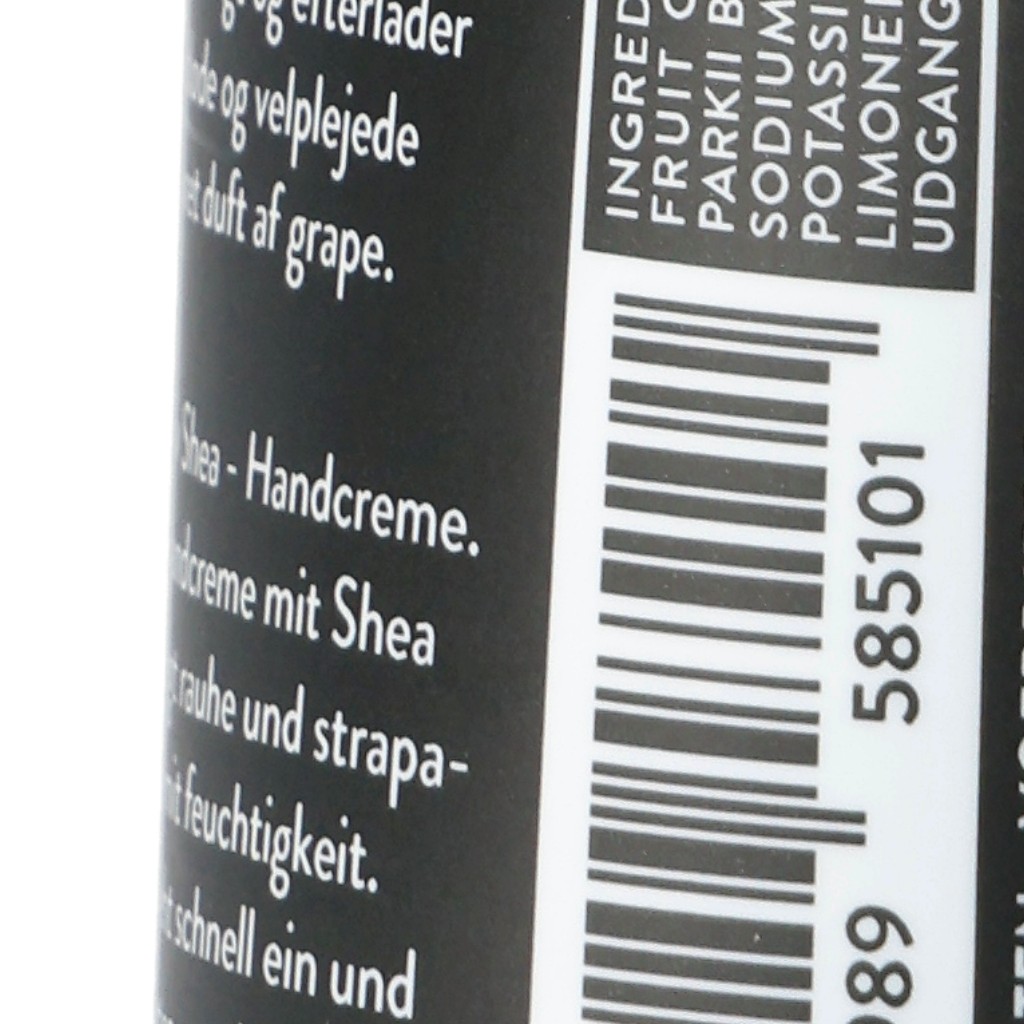 og efterlader
og velplejede
duft af grape.
Shea - Handcreme.
mit Shea
rauhe und strapa-
feuchtigkeit.
schnell ein und
INGRED
FRUIT
PARKII B
SODIUM
POTASSI
LIMONE
UDGANG
585101
089